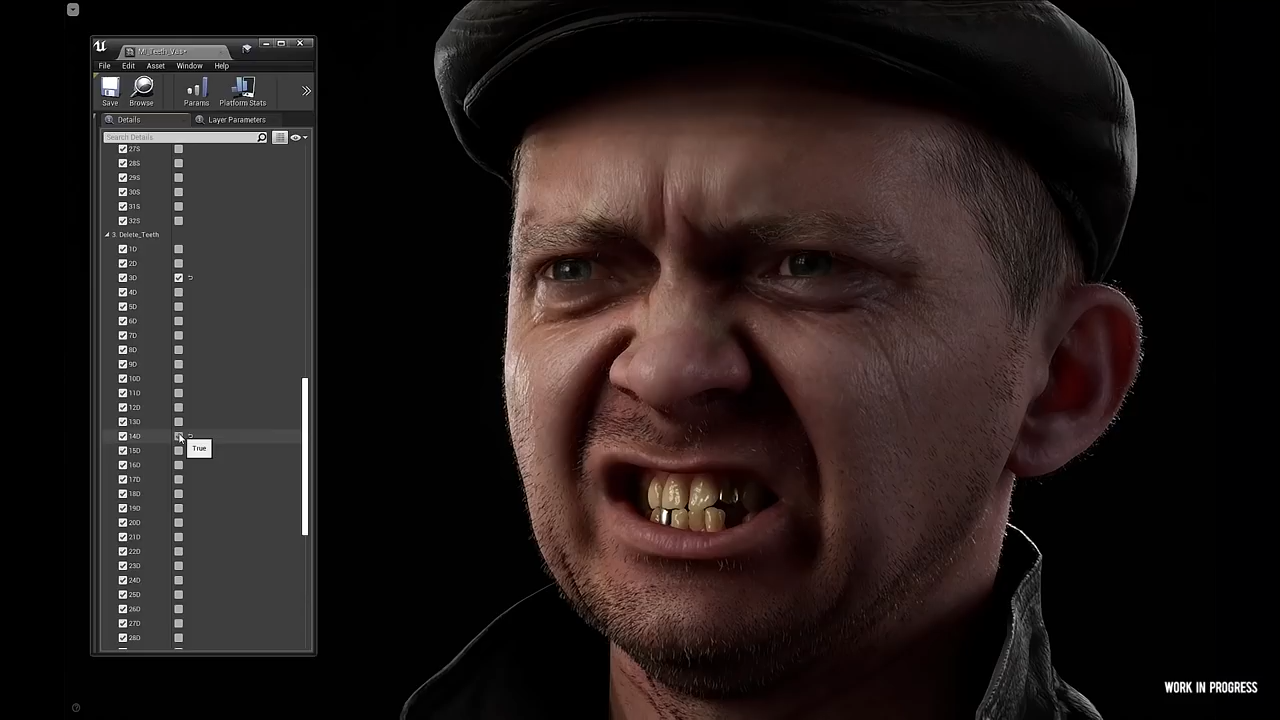 MI_Teeth_Vas*
File Edit Asset Window Help
Save Browse Params Platform Stats
Details Layer Parameters
Search Details
27S
28S
29S
30S
31S
32S
3. Delete_Teeth
1D
2D
3D
4D
5D
6D
7D
8D
9D
10D
11D
12D
13D
14D
True
15D
16D
17D
18D
19D
20D
21D
22D
23D
24D
25D
26D
27D
28D
WORK IN PROGRESS